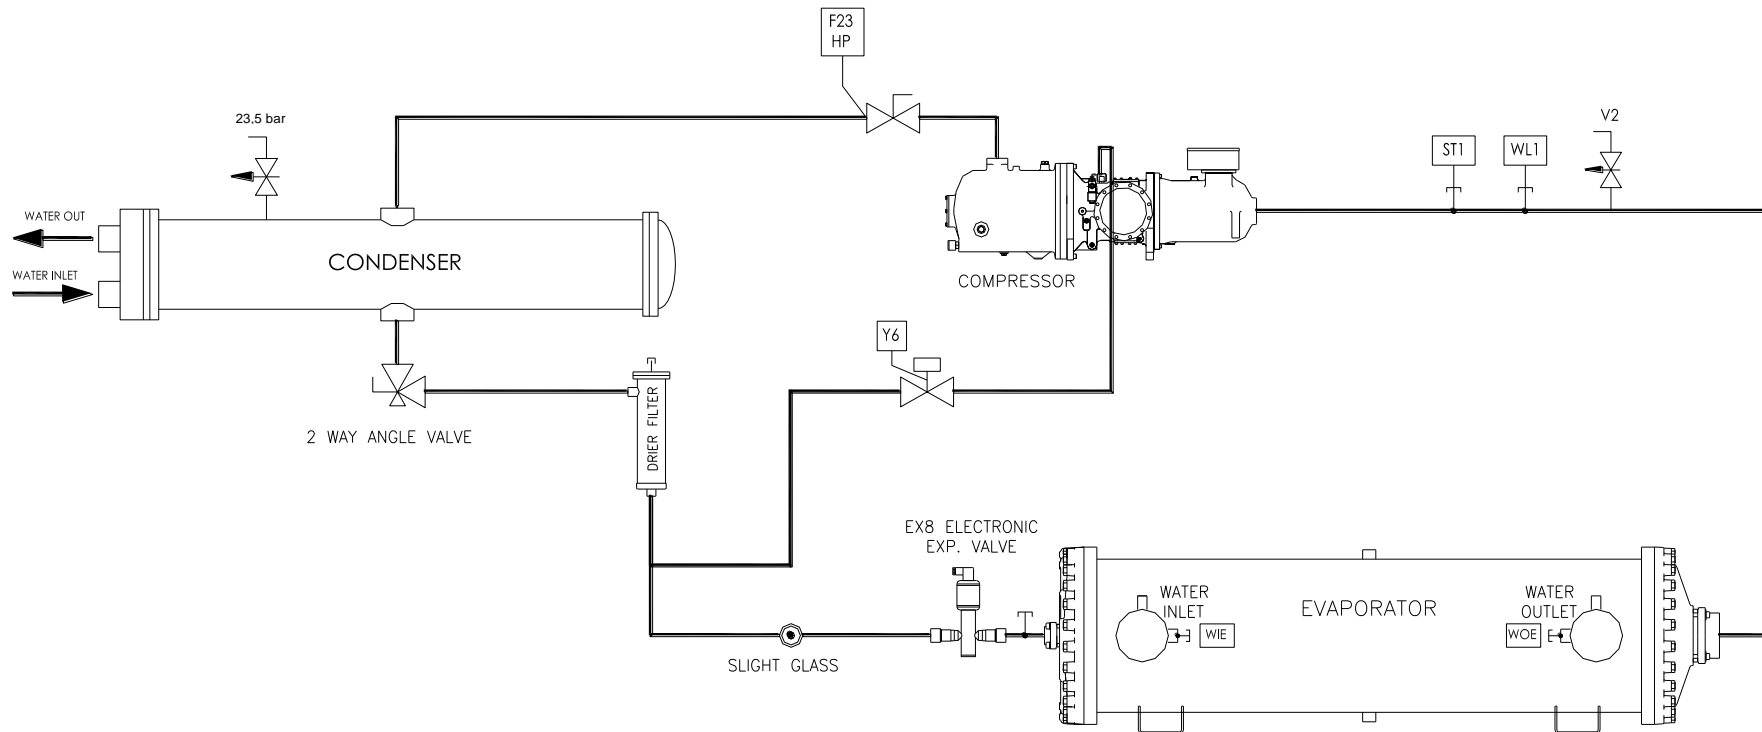 F23
HP
23,5 bar
V2
ST1
WL1
WATER OUT
CONDENSER
WATER INLET
COMPRESSOR
Y6
DRIER FILTER
2 WAY ANGLE VALVE
EX8 ELECTRONIC
EXP. VALVE
WATER
INLET
EVAPORATOR
WATER
OUTLET
WIE
WOE
SLIGHT GLASS